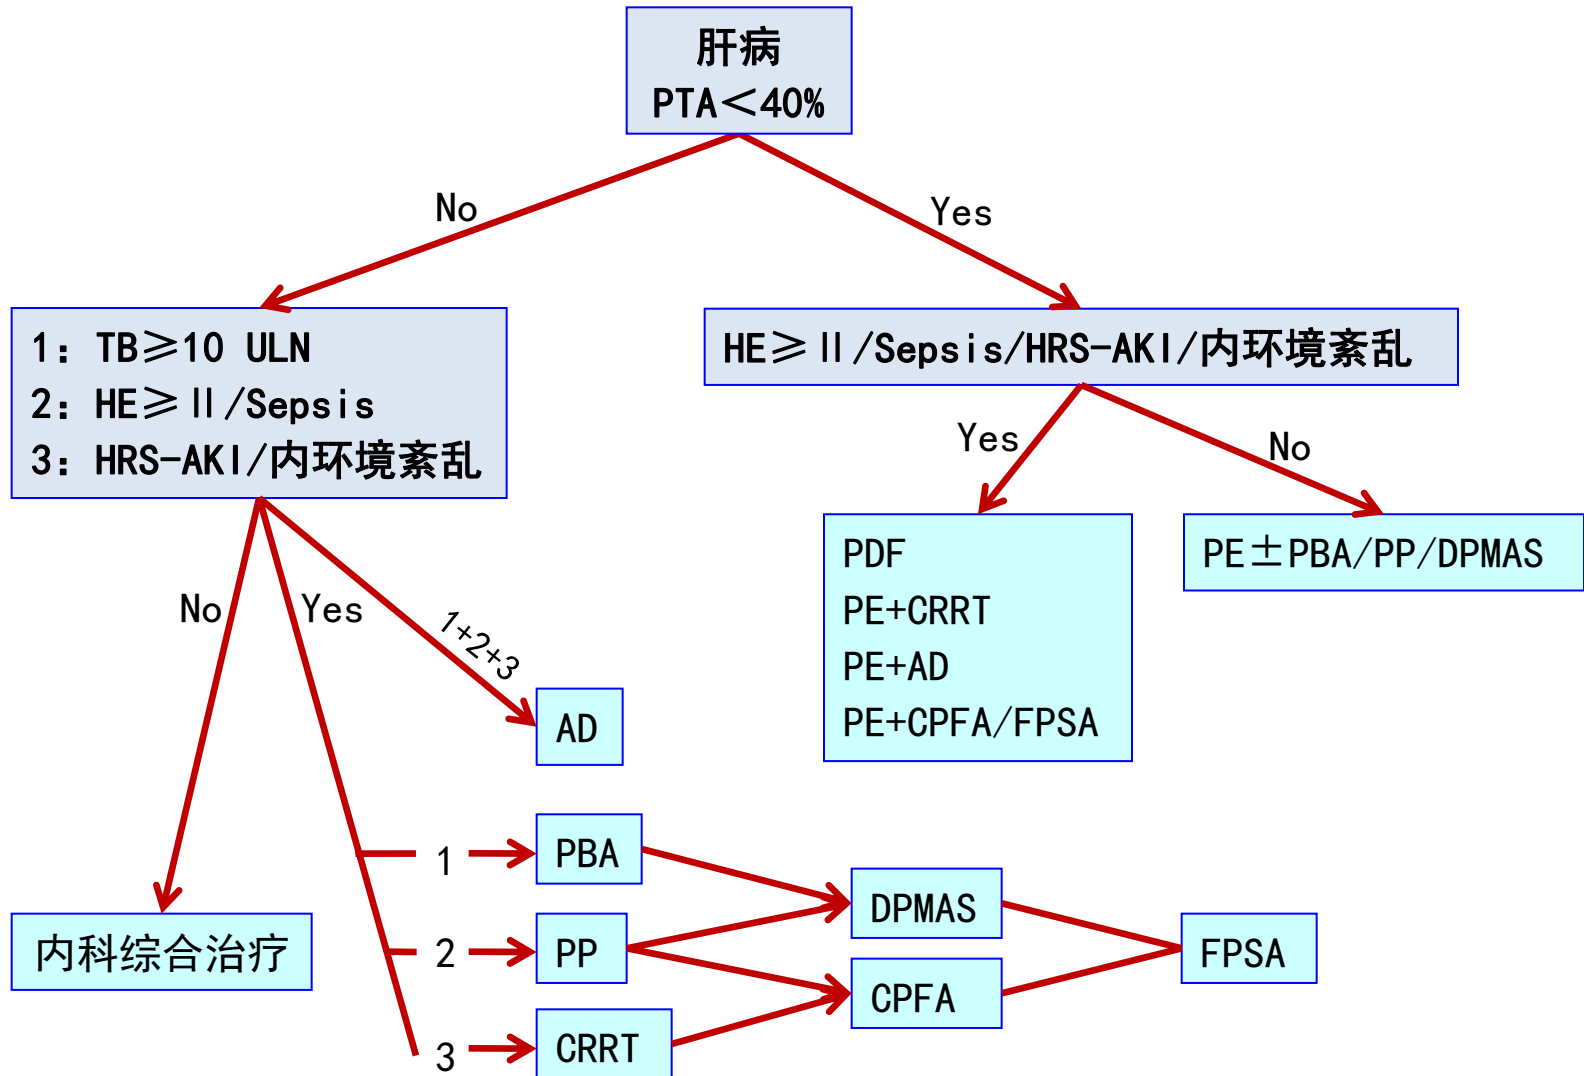 肝病
PTA＜40%
No
Yes
1：TB≥10 ULN
2：HE≥Ⅱ/Sepsis
3：HRS-AKI/内环境紊乱
HE≥Ⅱ/Sepsis/HRS-AKI/内环境紊乱
Yes
No
PDF
PE+CRRT
PE+AD
PE+CPFA/FPSA
PE±PBA/PP/DPMAS
No
Yes
1+2+3
AD
1
PBA
DPMAS
2
PP
FPSA
CPFA
3
CRRT
内科综合治疗